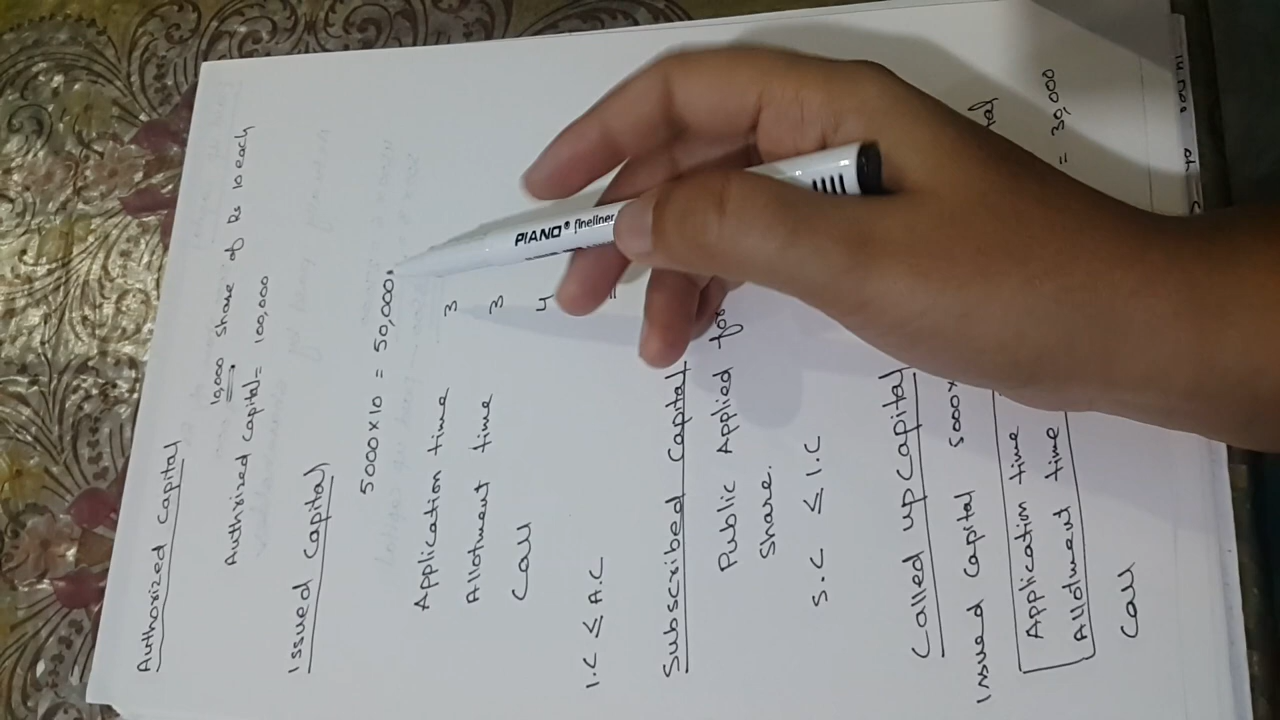 Authorized Capital
10,000 share of Rs 10 each
Authrized Capital = 100,000
Issued Capital
5000 x 10 = 50,000
Application time 3
Allotment time 3
Call 4
=
I.C ≤ A.C
Subscribed Capital
Public Applied for
Share.
S.C ≤ I.C
Called up Capital
Issued Capital 5000 x
Application time = 30,000
Allotment time
Call
PIANO® fineliner